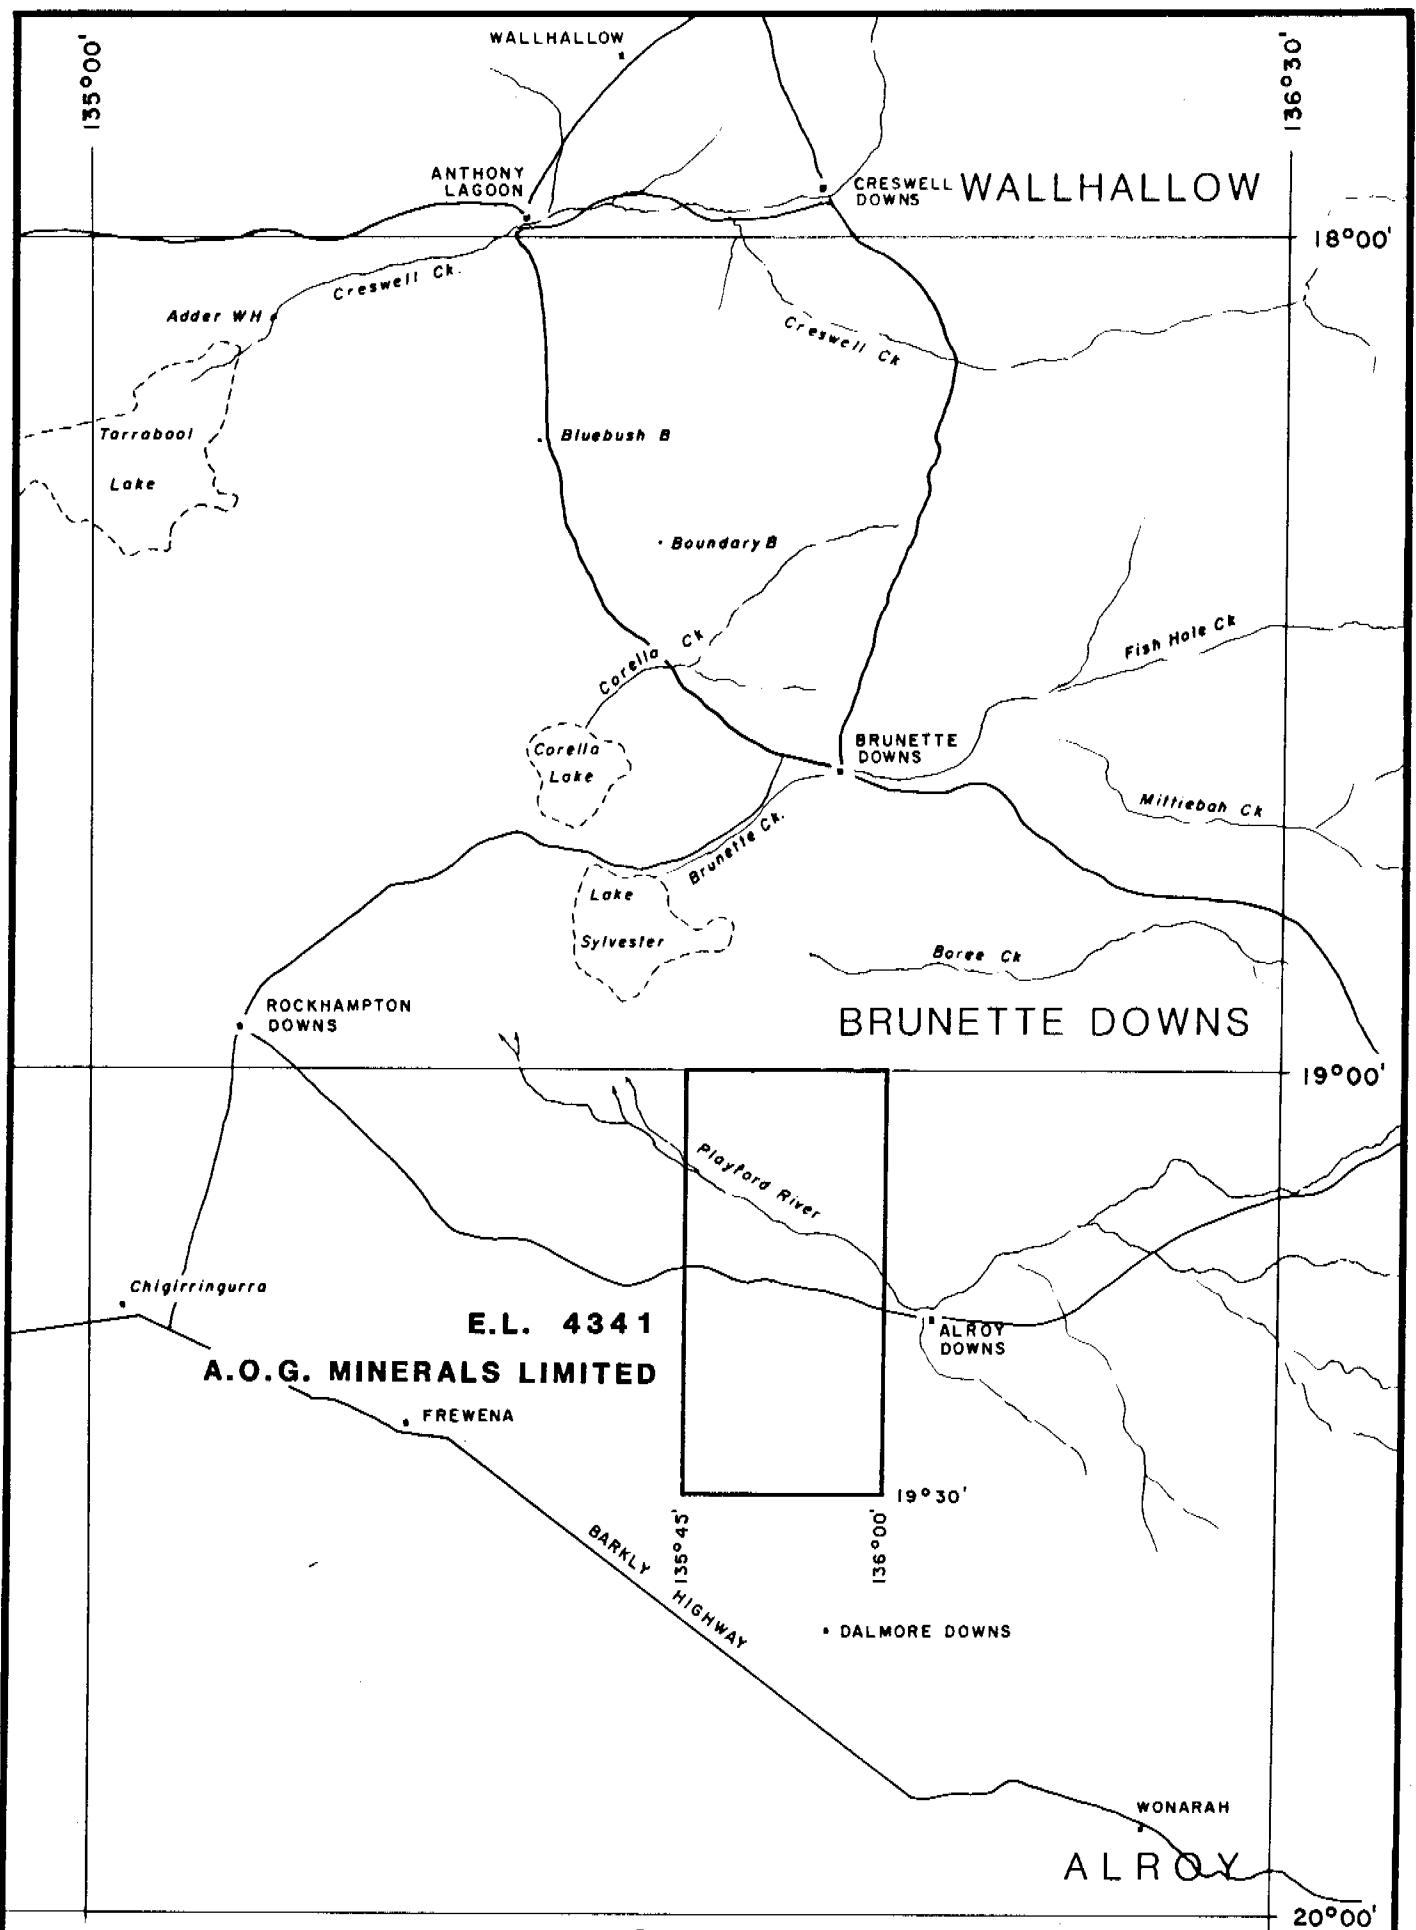 WALLHALLOW
135°00'
136°30'
ANTHONY
LAGOON
CRESWELL
DOWNS
WALLHALLOW
18°00'
Creswell Ck.
Adder WH
Creswell Ck
Tarrabool
Lake
Bluebush B
Boundary B
Corella Ck
Fish Hole Ck
Corella
Lake
BRUNETTE
DOWNS
Mittiebah Ck
Brunette Ck.
Lake
Sylvester
Boree Ck
ROCKHAMPTON
DOWNS
BRUNETTE DOWNS
19°00'
Playford River
Chigirringurra
E.L. 4341
ALROY
DOWNS
A.O.G. MINERALS LIMITED
FREWENA
19°30'
135°45'
136°00'
BARKLY HIGHWAY
DALMORE DOWNS
WONARAH
ALROY
20°00'